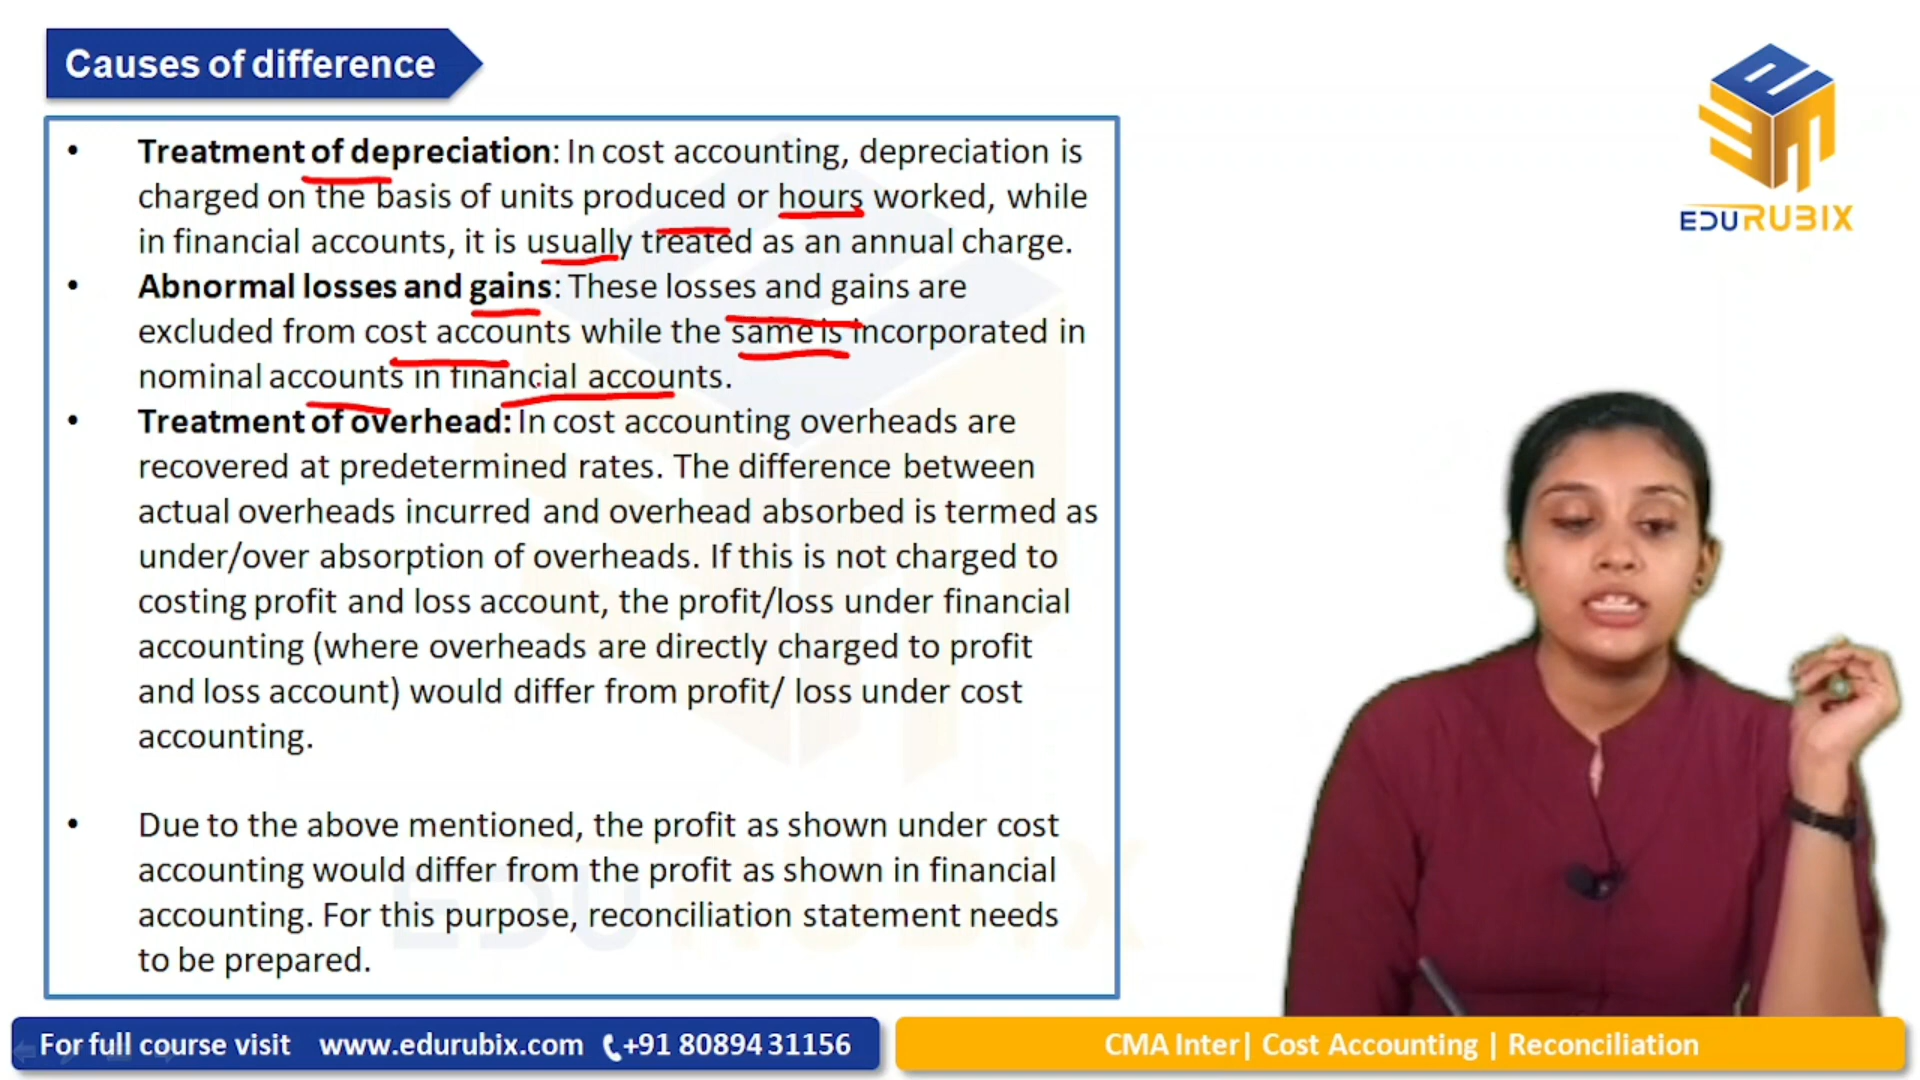 Causes of difference
• Treatment of depreciation: In cost accounting, depreciation is
charged on the basis of units produced or hours worked, while
in financial accounts, it is usually treated as an annual charge.
• Abnormal losses and gains: These losses and gains are
excluded from cost accounts while the same is incorporated in
nominal accounts in financial accounts.
• Treatment of overhead: In cost accounting overheads are
recovered at predetermined rates. The difference between
actual overheads incurred and overhead absorbed is termed as
under/over absorption of overheads. If this is not charged to
costing profit and loss account, the profit/loss under financial
accounting (where overheads are directly charged to profit
and loss account) would differ from profit/ loss under cost
accounting.
• Due to the above mentioned, the profit as shown under cost
accounting would differ from the profit as shown in financial
accounting. For this purpose, reconciliation statement needs
to be prepared.
EDURUBIX
EDURUBIX
For full course visit www.edurubix.com +91 80894 31156
CMA Inter| Cost Accounting | Reconciliation